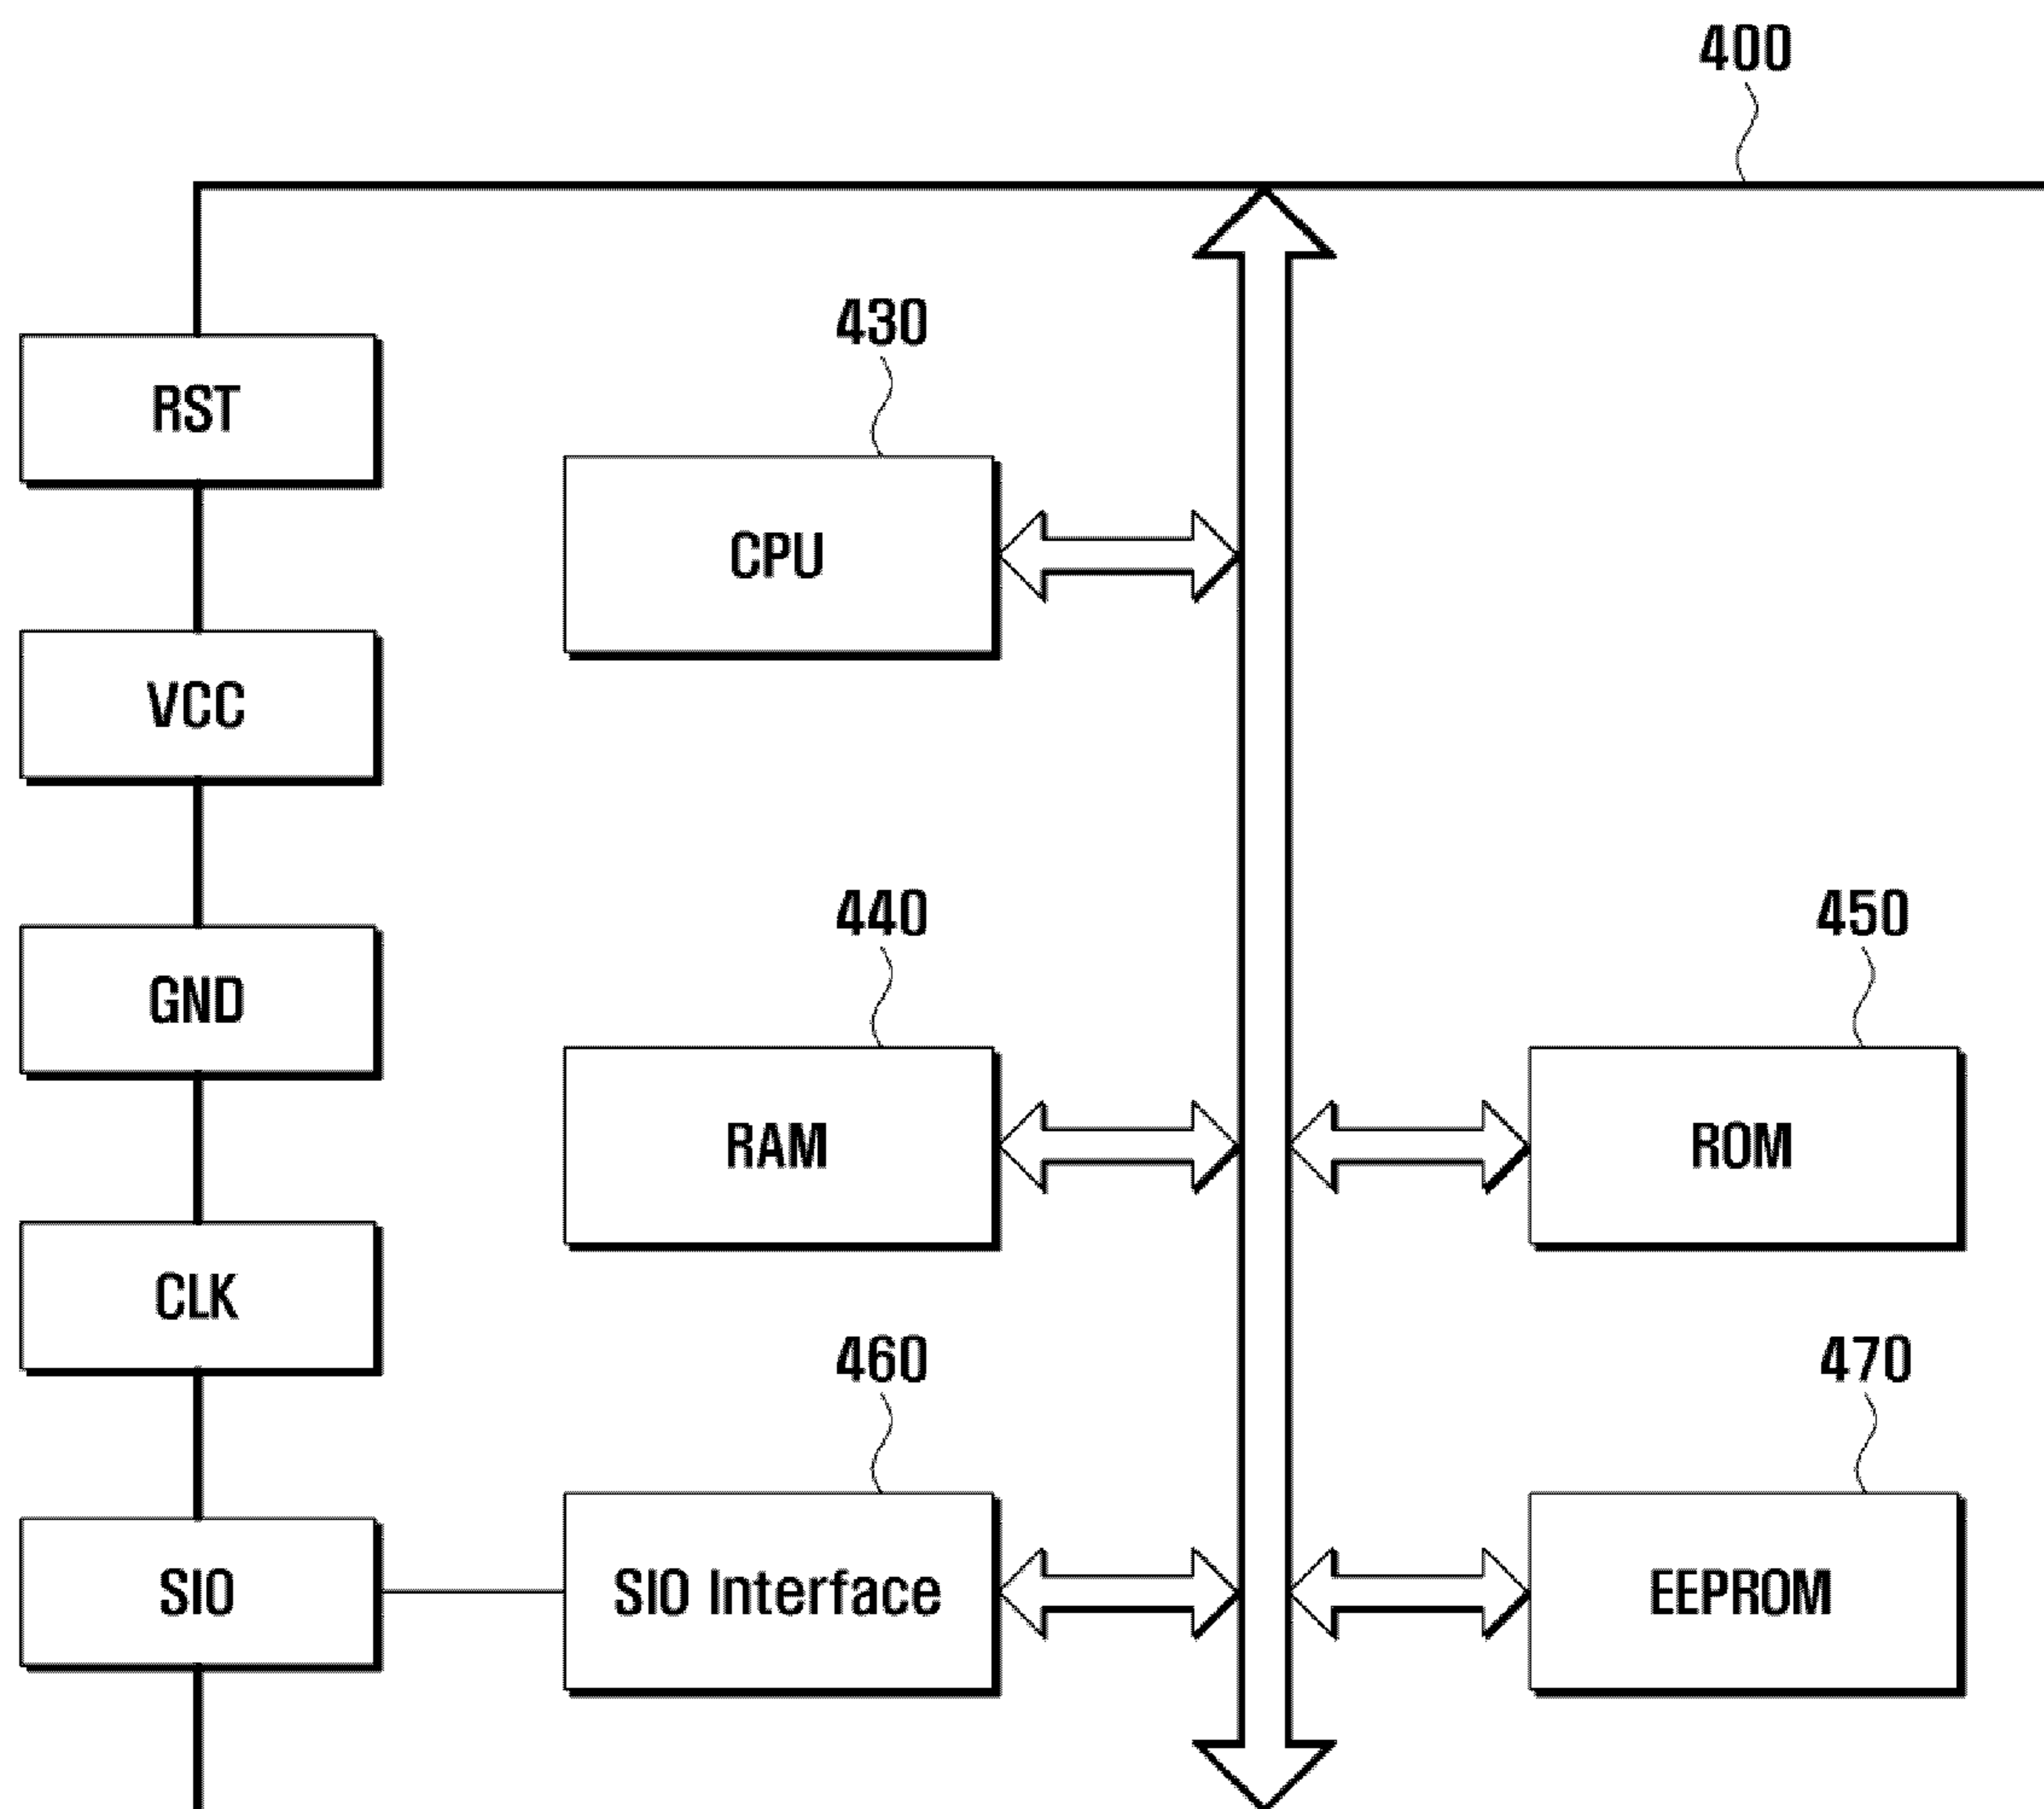 400
430
RST
CPU
VCC
440
450
GND
RAM
ROM
CLK
460
470
SIO
SIO Interface
EEPROM